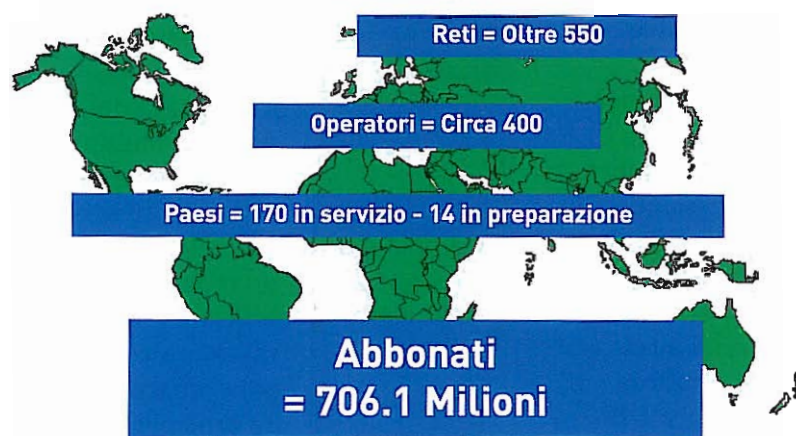 Reti = Oltre 550
Operatori = Circa 400
Paesi = 170 in servizio - 14 in preparazione
Abbonati
= 706.1 Milioni